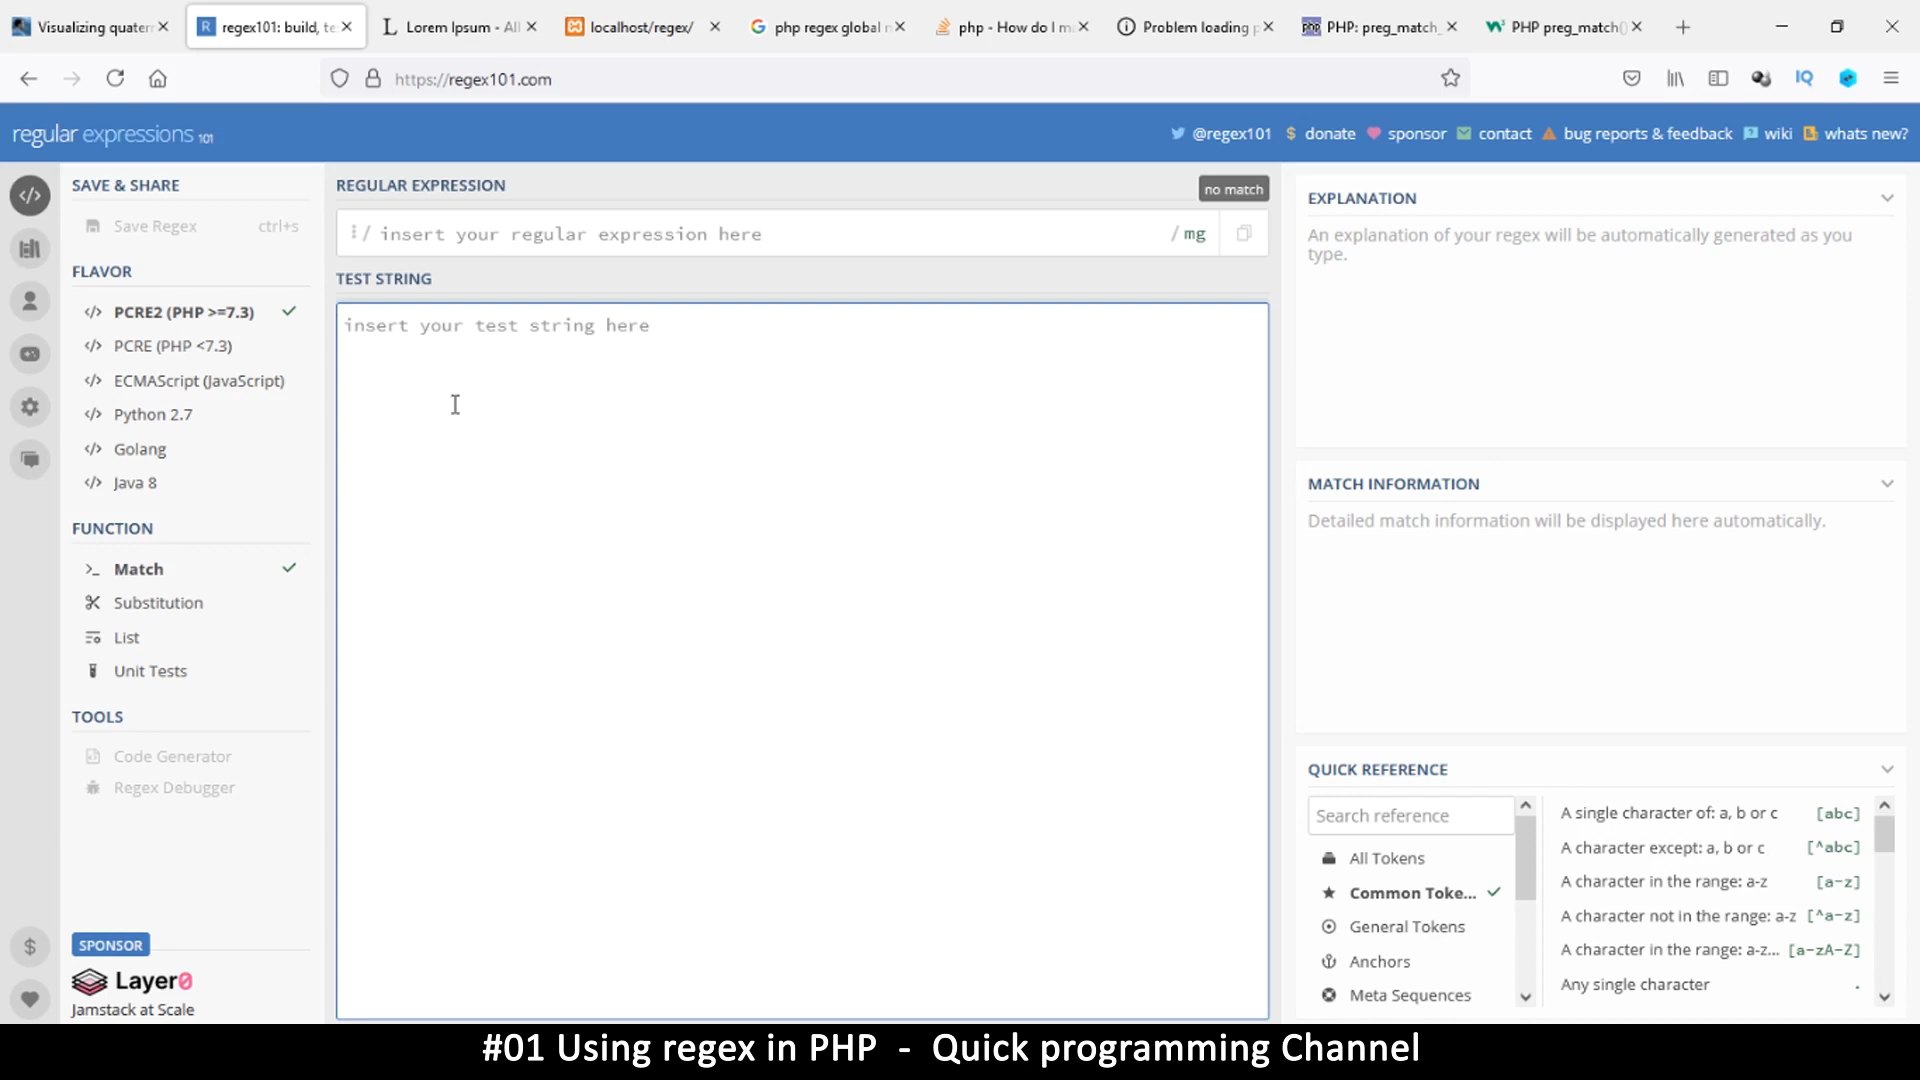 Visualizing quater
regex101: build, te
Lorem Ipsum - All
localhost/regex/
php regex global
php - How do I m
Problem loading p
PHP: preg_match_
PHP preg_match()
https://regex101.com
regular expressions 101
@regex101
$ donate
sponsor
contact
bug reports & feedback
wiki
whats new?
SAVE & SHARE
Save Regex ctrl+s
FLAVOR
</> PCRE2 (PHP >=7.3)
</> PCRE (PHP <7.3)
</> ECMAScript (JavaScript)
</> Python 2.7
</> Golang
</> Java 8
FUNCTION
>_ Match
Substitution
List
Unit Tests
TOOLS
Code Generator
Regex Debugger
SPONSOR
Layer0
Jamstack at Scale
REGULAR EXPRESSION
no match
/ insert your regular expression here / mg
TEST STRING
insert your test string here
EXPLANATION
An explanation of your regex will be automatically generated as you
type.
MATCH INFORMATION
Detailed match information will be displayed here automatically.
QUICK REFERENCE
Search reference
All Tokens
Common Toke...
General Tokens
Anchors
Meta Sequences
A single character of: a, b or c [abc]
A character except: a, b or c [^abc]
A character in the range: a-z [a-z]
A character not in the range: a-z [^a-z]
A character in the range: a-z... [a-zA-Z]
Any single character .
#01 Using regex in PHP - Quick programming Channel